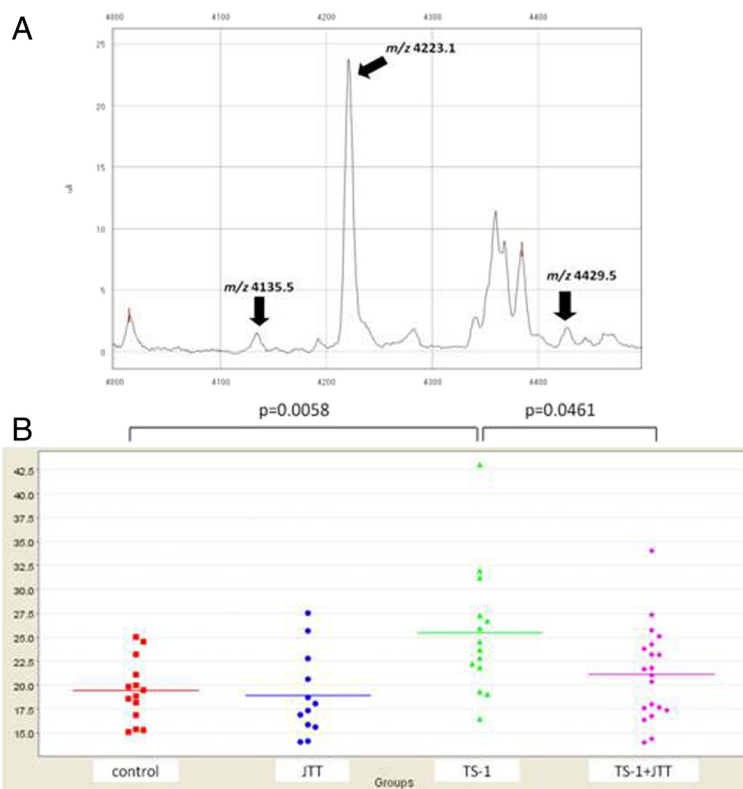 A
4000 4100 4200 4300 4400
m/z 4223.1
25
20
15
10
5
0
uA
m/z 4135.5
m/z 4429.5
4000 4100 4200 4300 4400
p=0.0058 p=0.0461
B
42.5
40.0
37.5
35.0
32.5
30.0
27.5
25.0
22.5
20.0
17.5
15.0
control JTT TS-1 TS-1+JTT
Groups